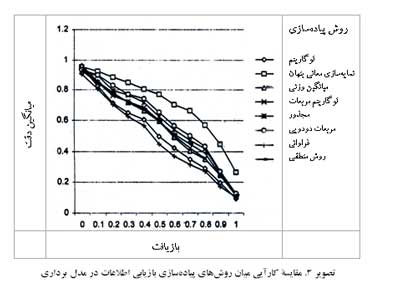 روش پیاده‌سازی
لوگاریتم
نمایه‌سازی معانی پنهان
میانگین وزنی
لوگاریتم مربعات
مجذور
مربعات دودویی
فراوانی
روش منطقی
میانگین دقت
1.2
1
0.8
0.6
0.4
0.2
0
0 0.1 0.2 0.3 0.4 0.5 0.6 0.7 0.8 0.9 1
بازیافت
تصویر ۳. مقایسهٔ کارآیی میان روش‌های پیاده‌سازی بازیابی اطلاعات در مدل برداری